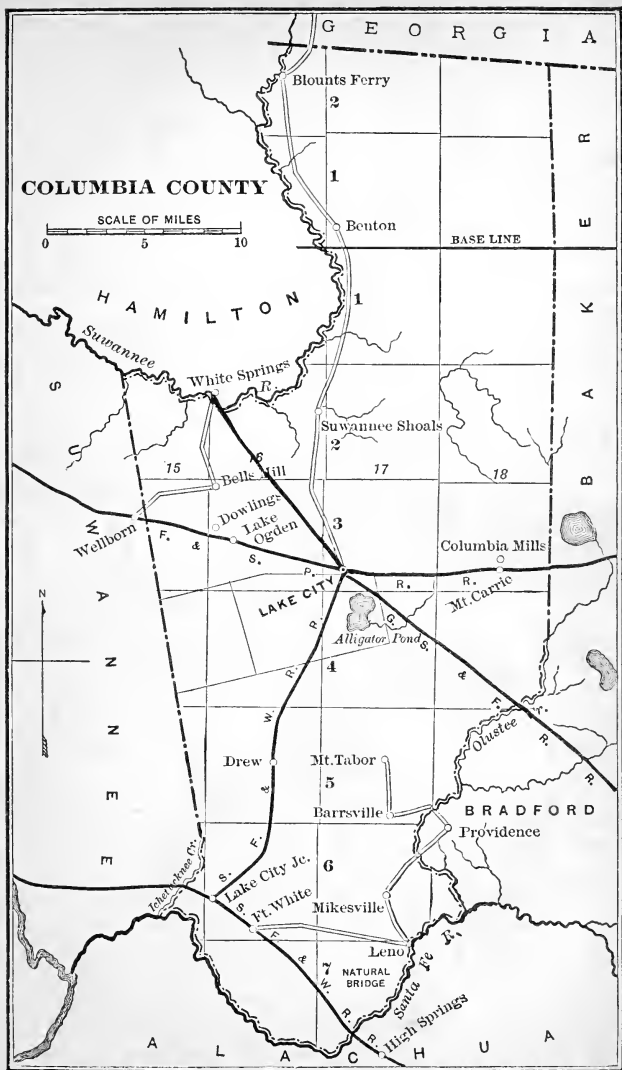 GEORGIA
Blounts Ferry
2
COLUMBIA COUNTY
1
SCALE OF MILES
0 5 10
Benton
BASE LINE
BAKER
HAMILTON
1
Suwannee R.
White Springs
Suwannee Shoals
2
15 16 17 18
Bells Mill
SUWANNEE
Wellborn
Dowlings
Lake Ogden
3
Columbia Mills
F. & S. P. R. R.
Mt. Carrie
LAKE CITY
N
Alligator Pond
G. S. & F. R. R.
4
S. F. & W. R. R.
Olustee Cr.
Drew
Mt. Tabor
5
Barrsville
BRADFORD
Providence
6
Ichetucknee Cr.
Lake City Jc.
Ft. White
Mikesville
Leno
S. F. & W. R. R.
7
NATURAL BRIDGE
Santa Fe R.
High Springs
ALACHUA